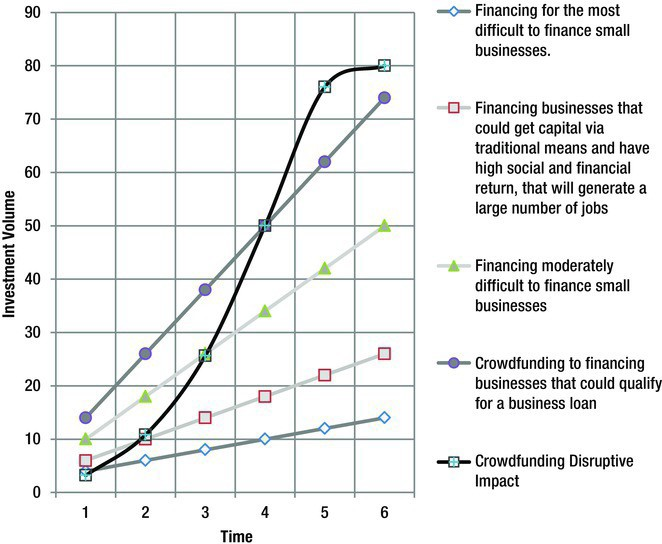 90
80
70
60
50
40
30
20
10
0
Investment Volume
1 2 3 4 5 6
Time
Financing for the most
difficult to finance small
businesses.
Financing businesses that
could get capital via
traditional means and have
high social and financial
return, that will generate a
large number of jobs
Financing moderately
difficult to finance small
businesses
Crowdfunding to financing
businesses that could qualify
for a business loan
Crowdfunding Disruptive
Impact